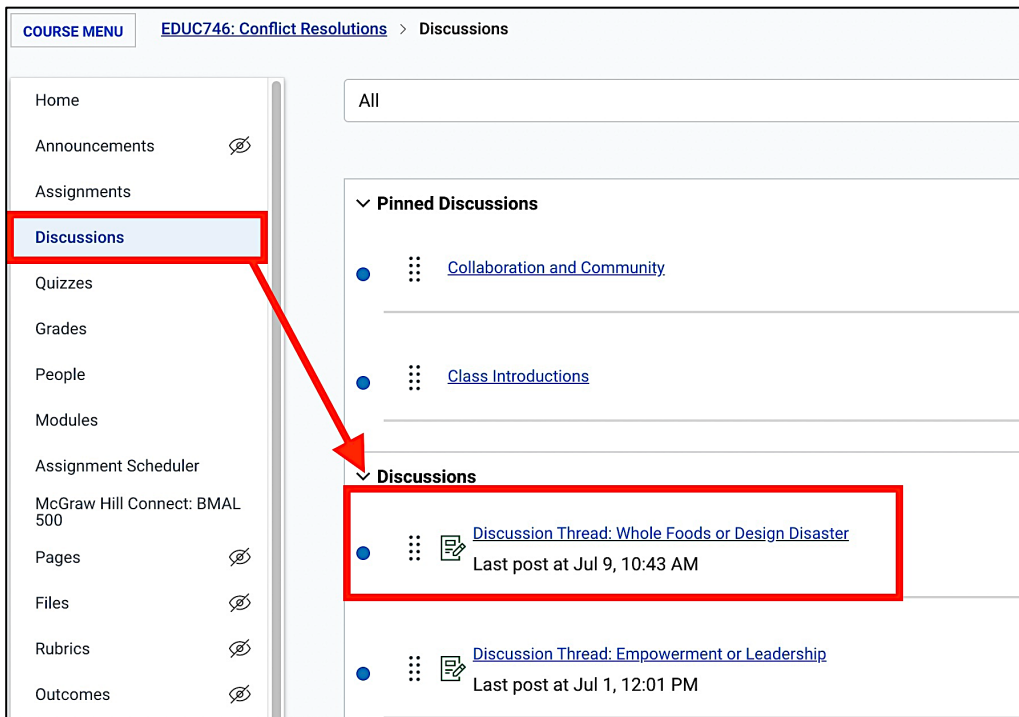 COURSE MENU
EDUC746: Conflict Resolutions > Discussions
Home
Announcements
Assignments
Discussions
Quizzes
Grades
People
Modules
Assignment Scheduler
McGraw Hill Connect: BMAL
500
Pages
Files
Rubrics
Outcomes
All
Pinned Discussions
Collaboration and Community
Class Introductions
Discussions
Discussion Thread: Whole Foods or Design Disaster
Last post at Jul 9, 10:43 AM
Discussion Thread: Empowerment or Leadership
Last post at Jul 1, 12:01 PM